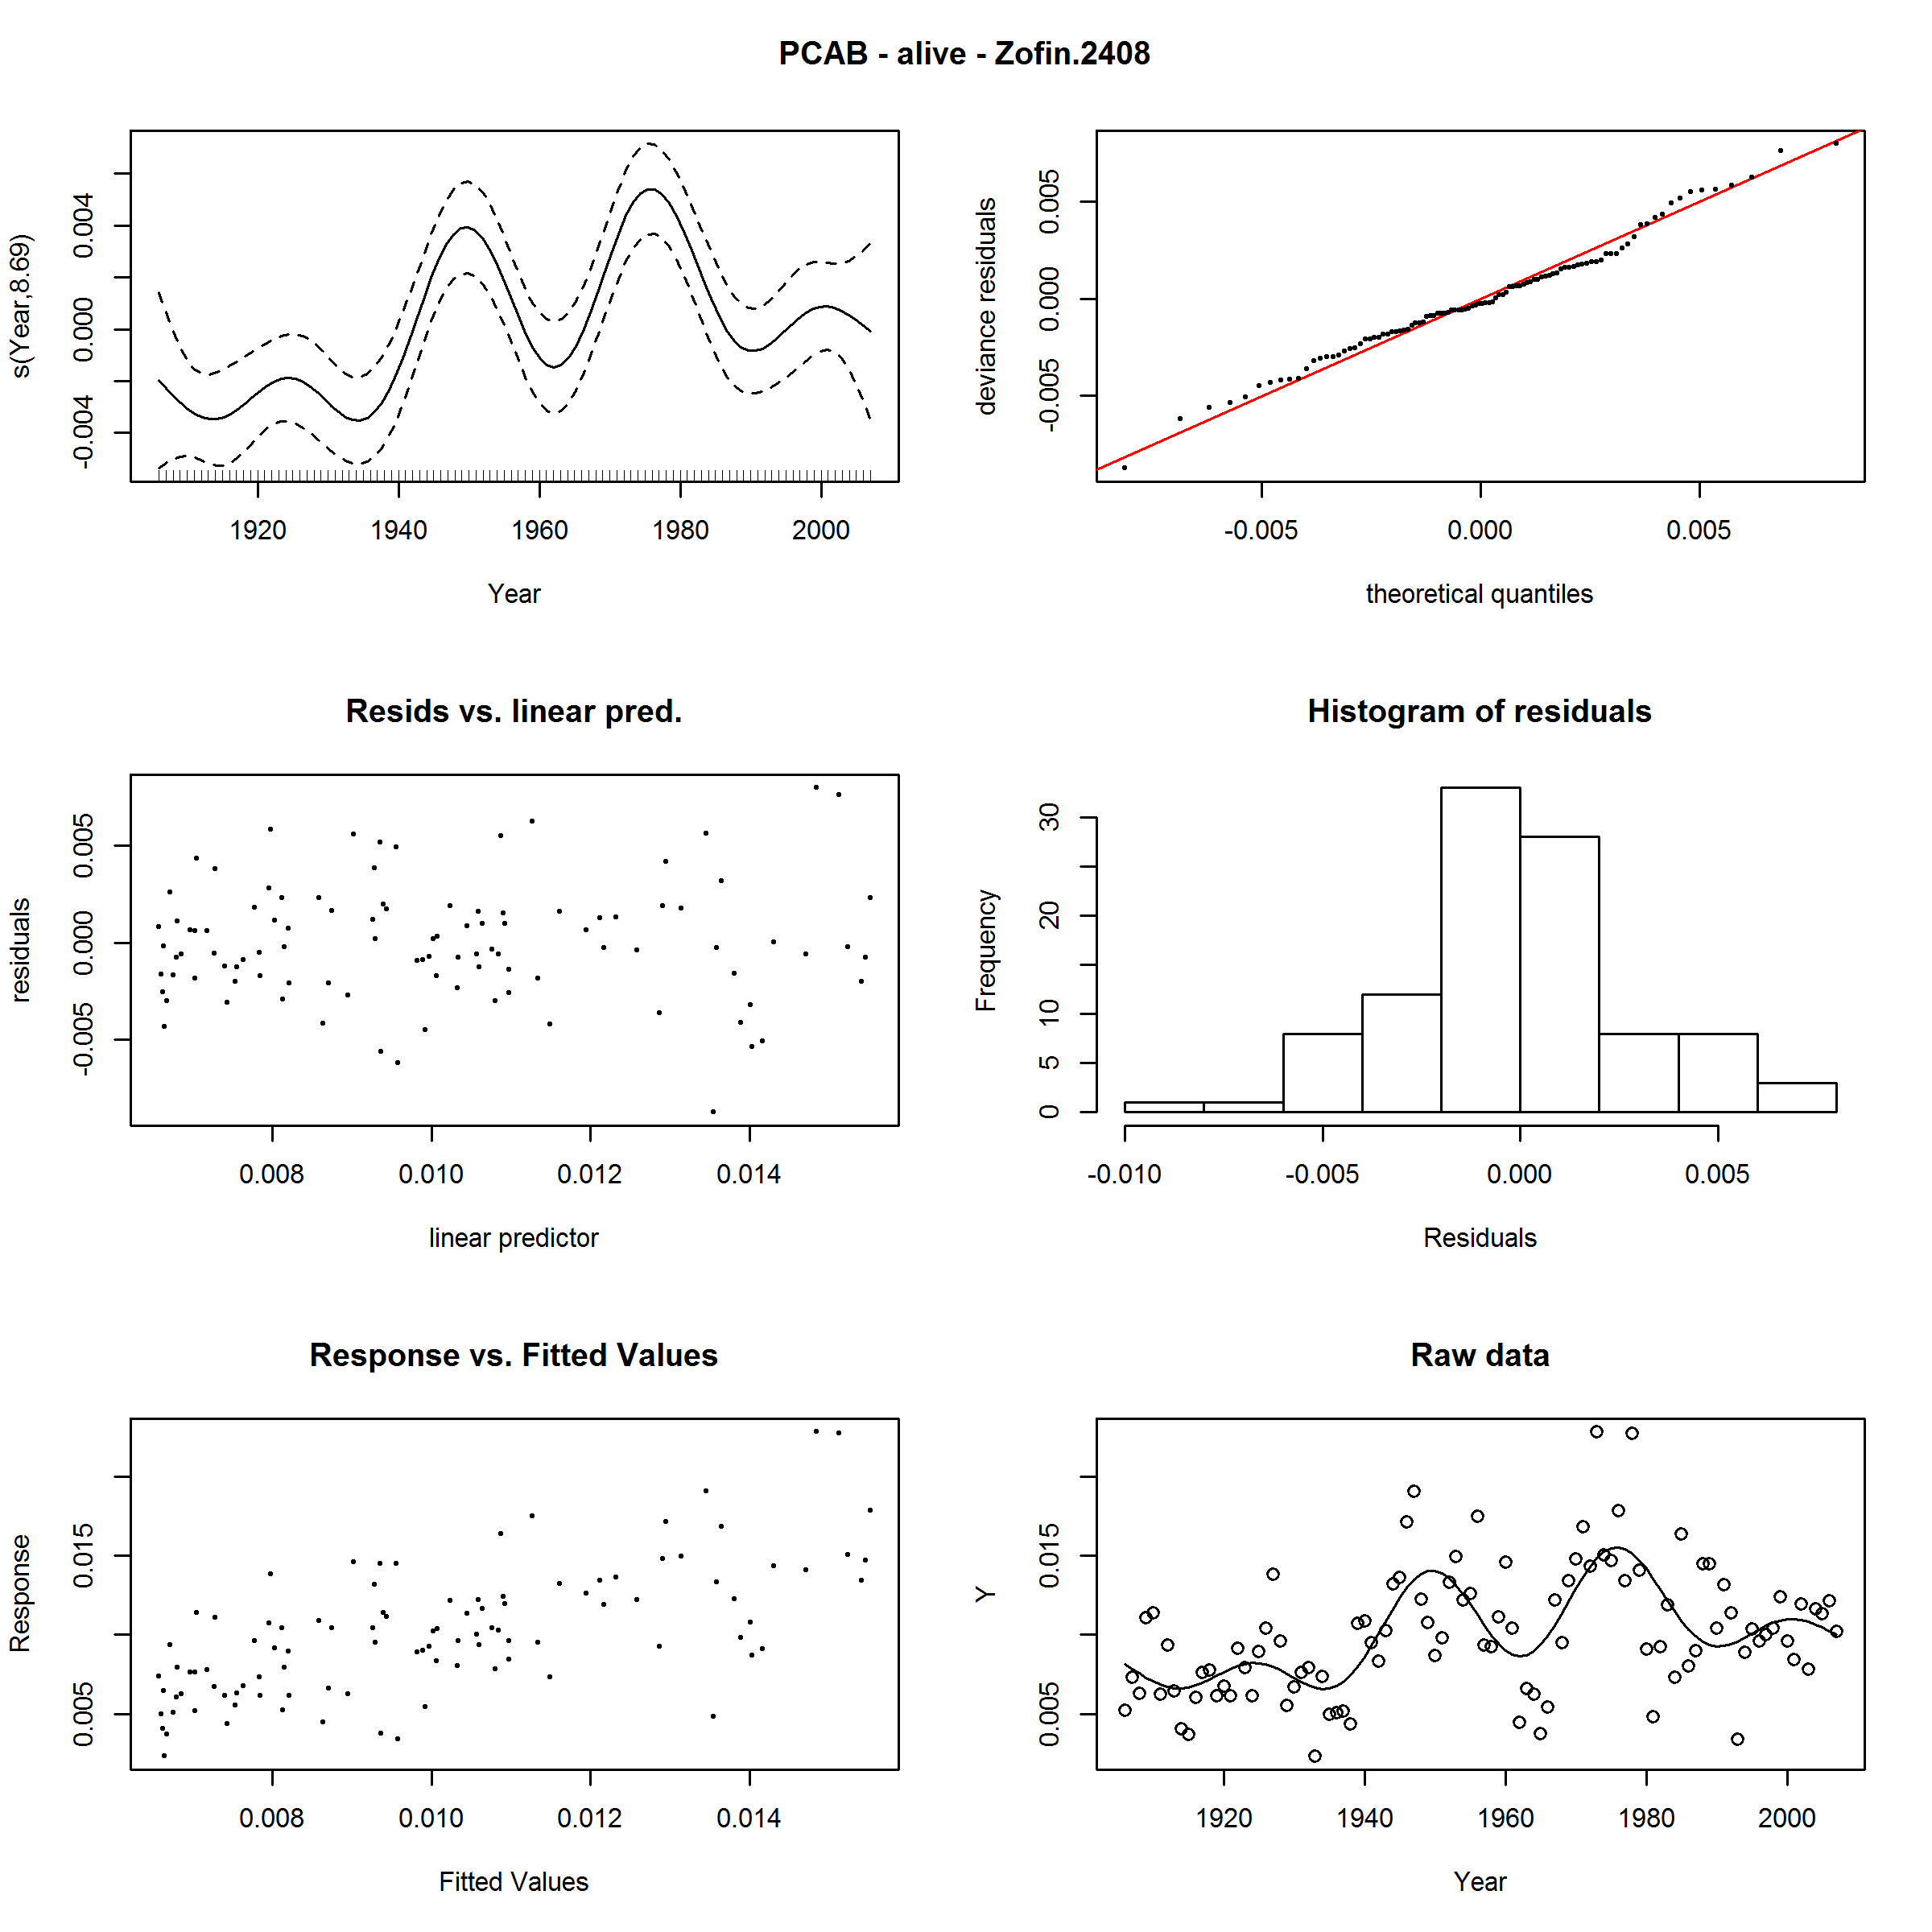 PCAB - alive - Zofin.2408
s(Year,8.69)
-0.004 0.000 0.004
1920 1940 1960 1980 2000
Year
deviance residuals
-0.005 0.000 0.005
-0.005 0.000 0.005
theoretical quantiles
Resids vs. linear pred.
residuals
-0.005 0.000 0.005
0.008 0.010 0.012 0.014
linear predictor
Histogram of residuals
Frequency
0 5 10 20 30
-0.010 -0.005 0.000 0.005
Residuals
Response vs. Fitted Values
Response
0.005 0.015
0.008 0.010 0.012 0.014
Fitted Values
Raw data
Y
0.005 0.015
1920 1940 1960 1980 2000
Year